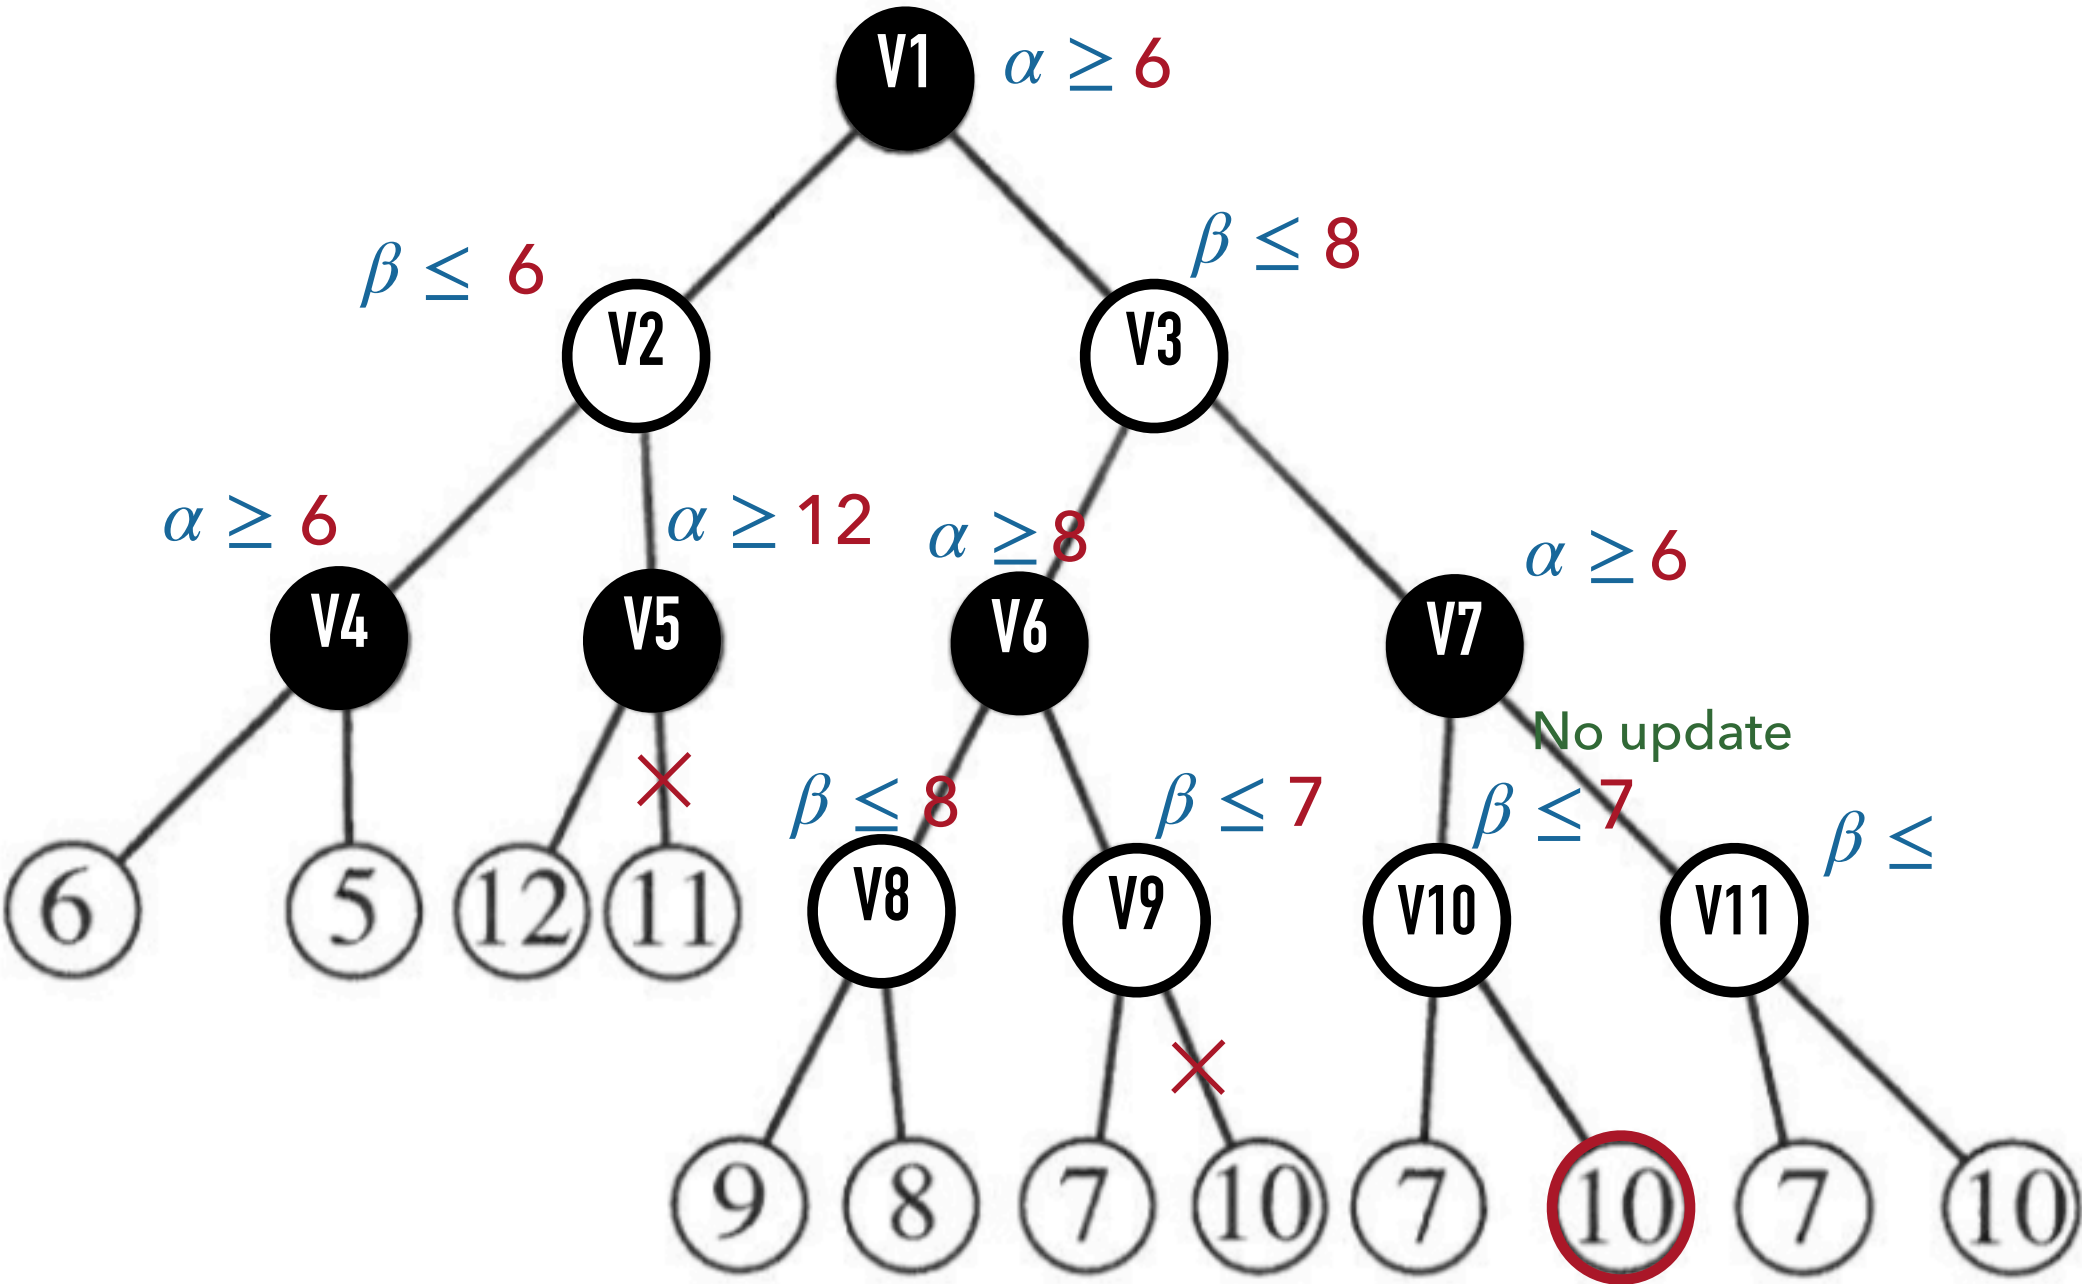 V1
α ≥ 6
β ≤ 6
V2
β ≤ 8
V3
α ≥ 6
V4
α ≥ 12
V5
α ≥ 8
V6
α ≥ 6
V7
No update
6
5
12
11
β ≤ 8
V8
β ≤ 7
V9
β ≤ 7
V10
β ≤
V11
9
8
7
10
7
10
7
10